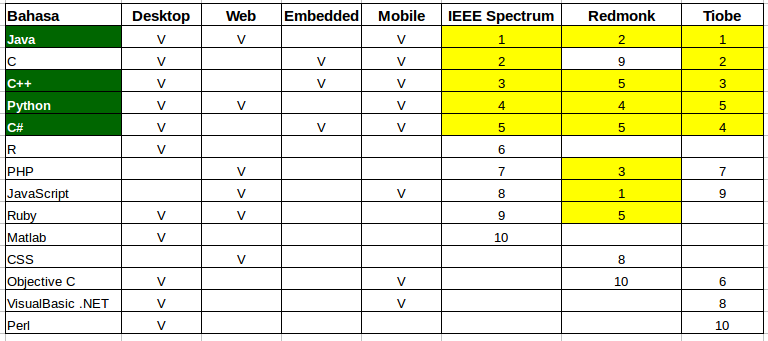 Bahasa Desktop Web Embedded Mobile IEEE Spectrum Redmonk Tiobe
Java V V V 1 2 1
C V V V 2 9 2
C++ V V V 3 5 3
Python V V V 4 4 5
C# V V V 5 5 4
R V 6
PHP V 7 3 7
JavaScript V V 8 1 9
Ruby V V 9 5
Matlab V 10
CSS V 8
Objective C V V 10 6
VisualBasic .NET V V 8
Perl V 10